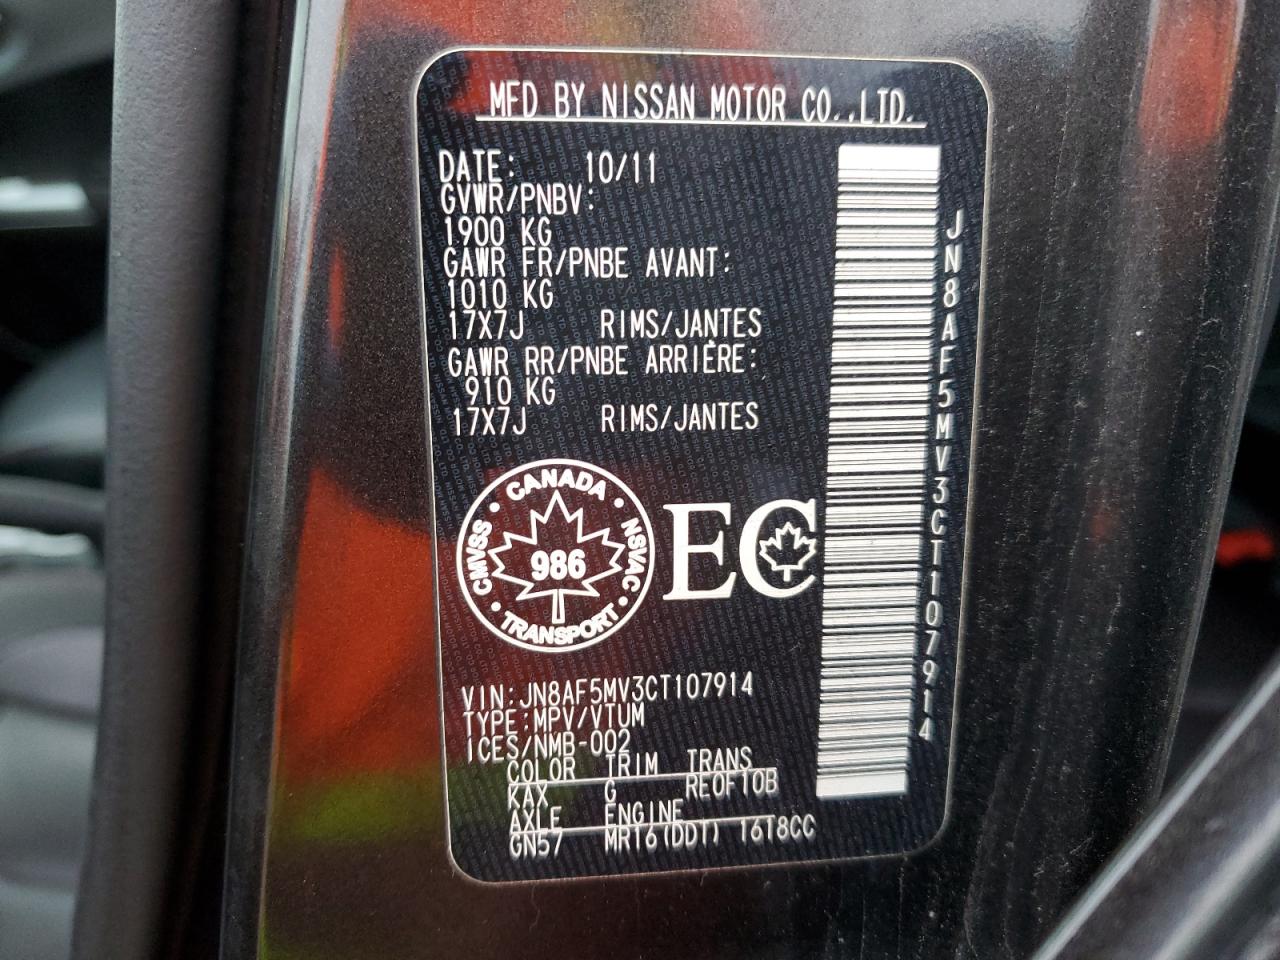 MFD BY NISSAN MOTOR CO.,LTD.
DATE: 10/11
GVWR/PNBV:
1900 KG
GAWR FR/PNBE AVANT:
1010 KG
17X7J RIMS/JANTES
GAWR RR/PNBE ARRIÈRE:
910 KG
17X7J RIMS/JANTES
CANADA
CMVSS 986 NSVAC
TRANSPORT
EC
VIN:JN8AF5MV3CT107914
TYPE:MPV/VTUM
ICES/NMB-002
COLOR TRIM TRANS
KAX G RE0F10B
AXLE ENGINE
GN57 MR16(DDT) 1618CC
JN8AF5MV3CT107914